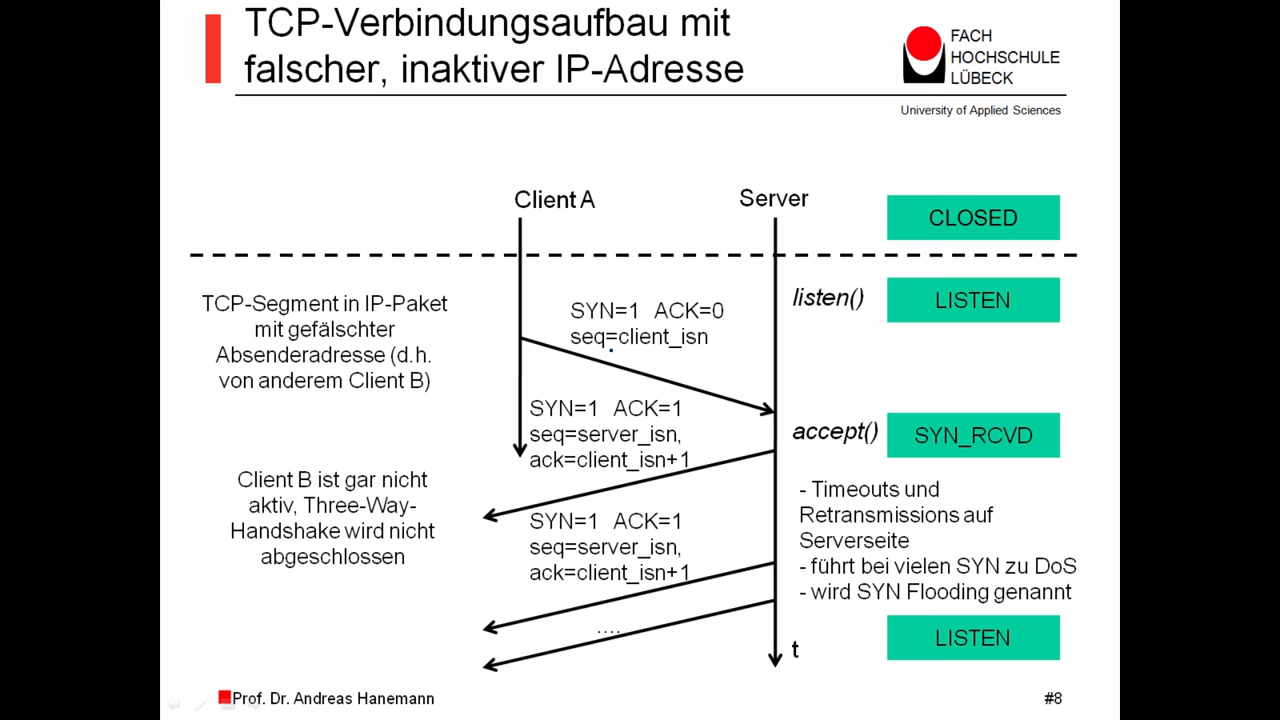 TCP-Verbindungsaufbau mit
falscher, inaktiver IP-Adresse
FACH
HOCHSCHULE
LÜBECK
University of Applied Sciences
Client A
Server
CLOSED
TCP-Segment in IP-Paket
mit gefälschter
Absenderadresse (d.h.
von anderem Client B)
SYN=1 ACK=0
seq=client_isn
listen()
LISTEN
SYN=1 ACK=1
seq=server_isn,
ack=client_isn+1
accept()
SYN_RCVD
Client B ist gar nicht
aktiv, Three-Way-
Handshake wird nicht
abgeschlossen
SYN=1 ACK=1
seq=server_isn,
ack=client_isn+1
- Timeouts und
Retransmissions auf
Serverseite
- führt bei vielen SYN zu DoS
- wird SYN Flooding genannt
....
t
LISTEN
Prof. Dr. Andreas Hanemann
#8